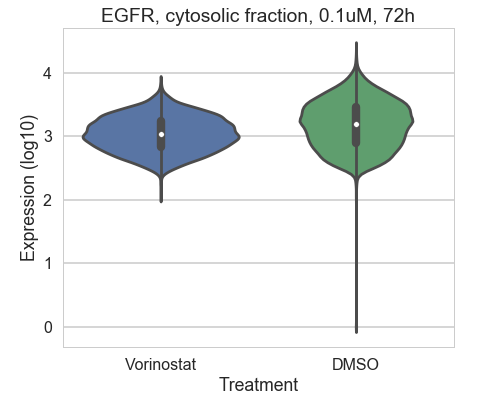 EGFR, cytosolic fraction, 0.1uM, 72h
Expression (log10)
4
3
2
1
0
Vorinostat
DMSO
Treatment